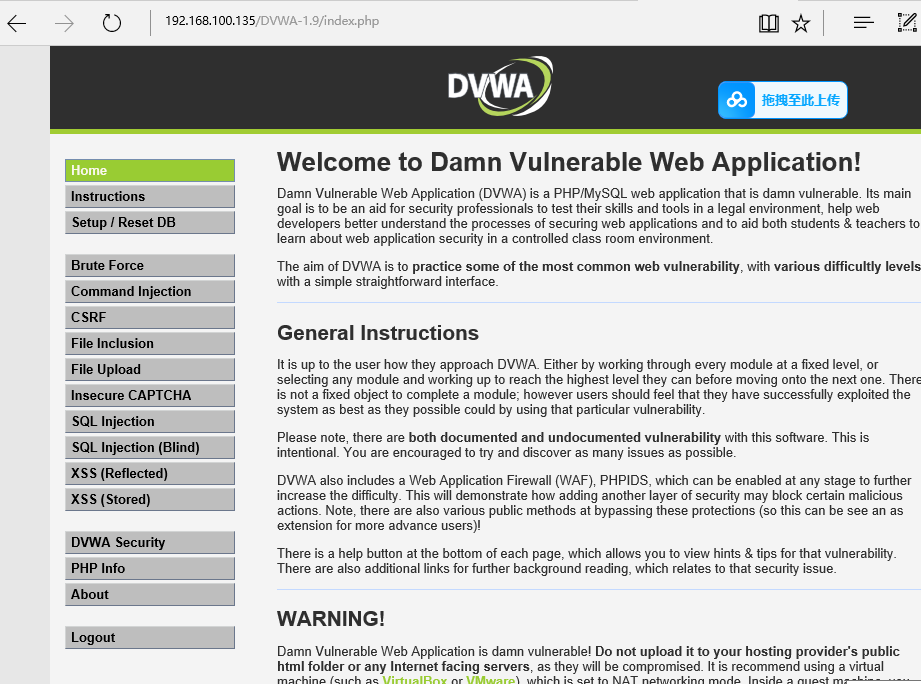 192.168.100.135/DVWA-1.9/index.php
DVWA
拖拽至此上传
Home
Instructions
Setup / Reset DB
Brute Force
Command Injection
CSRF
File Inclusion
File Upload
Insecure CAPTCHA
SQL Injection
SQL Injection (Blind)
XSS (Reflected)
XSS (Stored)
DVWA Security
PHP Info
About
Logout
Welcome to Damn Vulnerable Web Application!
Damn Vulnerable Web Application (DVWA) is a PHP/MySQL web application that is damn vulnerable. Its main
goal is to be an aid for security professionals to test their skills and tools in a legal environment, help web
developers better understand the processes of securing web applications and to aid both students & teachers to
learn about web application security in a controlled class room environment.
The aim of DVWA is to practice some of the most common web vulnerability, with various difficultly levels
with a simple straightforward interface.
General Instructions
It is up to the user how they approach DVWA. Either by working through every module at a fixed level, or
selecting any module and working up to reach the highest level they can before moving onto the next one. There
is not a fixed object to complete a module; however users should feel that they have successfully exploited the
system as best as they possible could by using that particular vulnerability.
Please note, there are both documented and undocumented vulnerability with this software. This is
intentional. You are encouraged to try and discover as many issues as possible.
DVWA also includes a Web Application Firewall (WAF), PHPIDS, which can be enabled at any stage to further
increase the difficulty. This will demonstrate how adding another layer of security may block certain malicious
actions. Note, there are also various public methods at bypassing these protections (so this can be see an as
extension for more advance users)!
There is a help button at the bottom of each page, which allows you to view hints & tips for that vulnerability.
There are also additional links for further background reading, which relates to that security issue.
WARNING!
Damn Vulnerable Web Application is damn vulnerable! Do not upload it to your hosting provider's public
html folder or any Internet facing servers, as they will be compromised. It is recommend using a virtual
machine (such as VirtualBox or VMware), which is set to NAT networking mode. Inside a guest machine, you